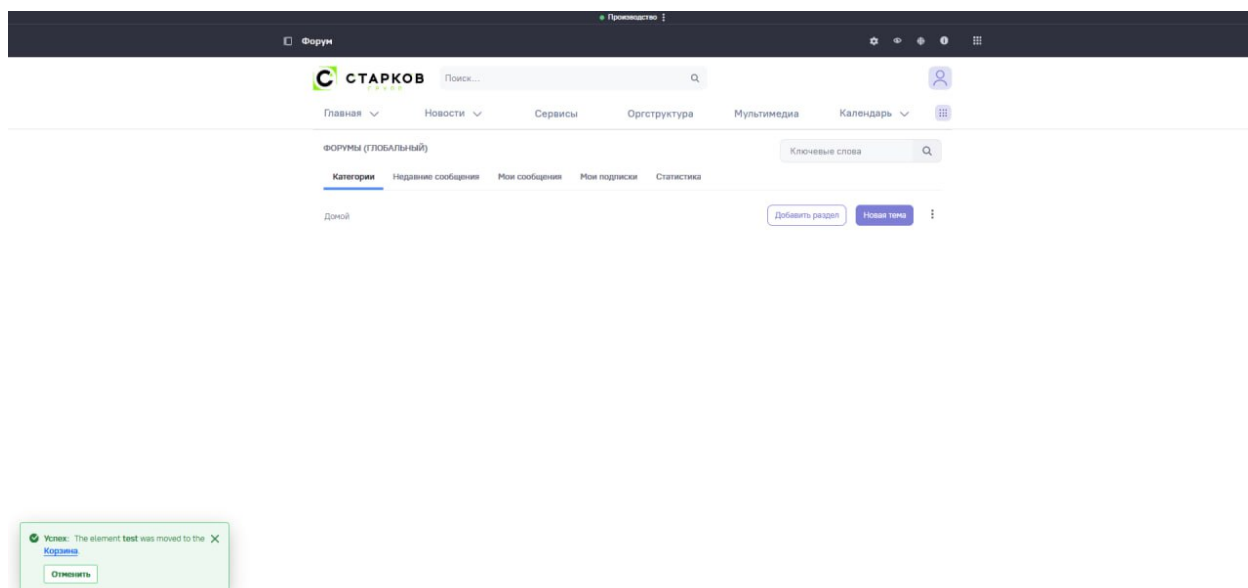 Производство
Форум
СТАРКОВ
ГРУПП
Поиск...
Главная
Новости
Сервисы
Оргструктура
Мультимедиа
Календарь
ФОРУМЫ (ГЛОБАЛЬНЫЙ)
Ключевые слова
Категории Недавние сообщения Мои сообщения Мои подписки Статистика
Домой
Добавить раздел
Новая тема
Успех: The element test was moved to the
Корзина.
Отменить